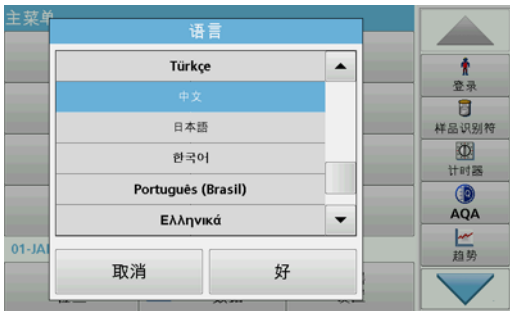 主菜单
语言
Türkçe
中文
日本語
한국어
Português (Brasil)
Ελληνικά
取消
好
登录
样品识别符
计时器
AQA
趋势
01-JA